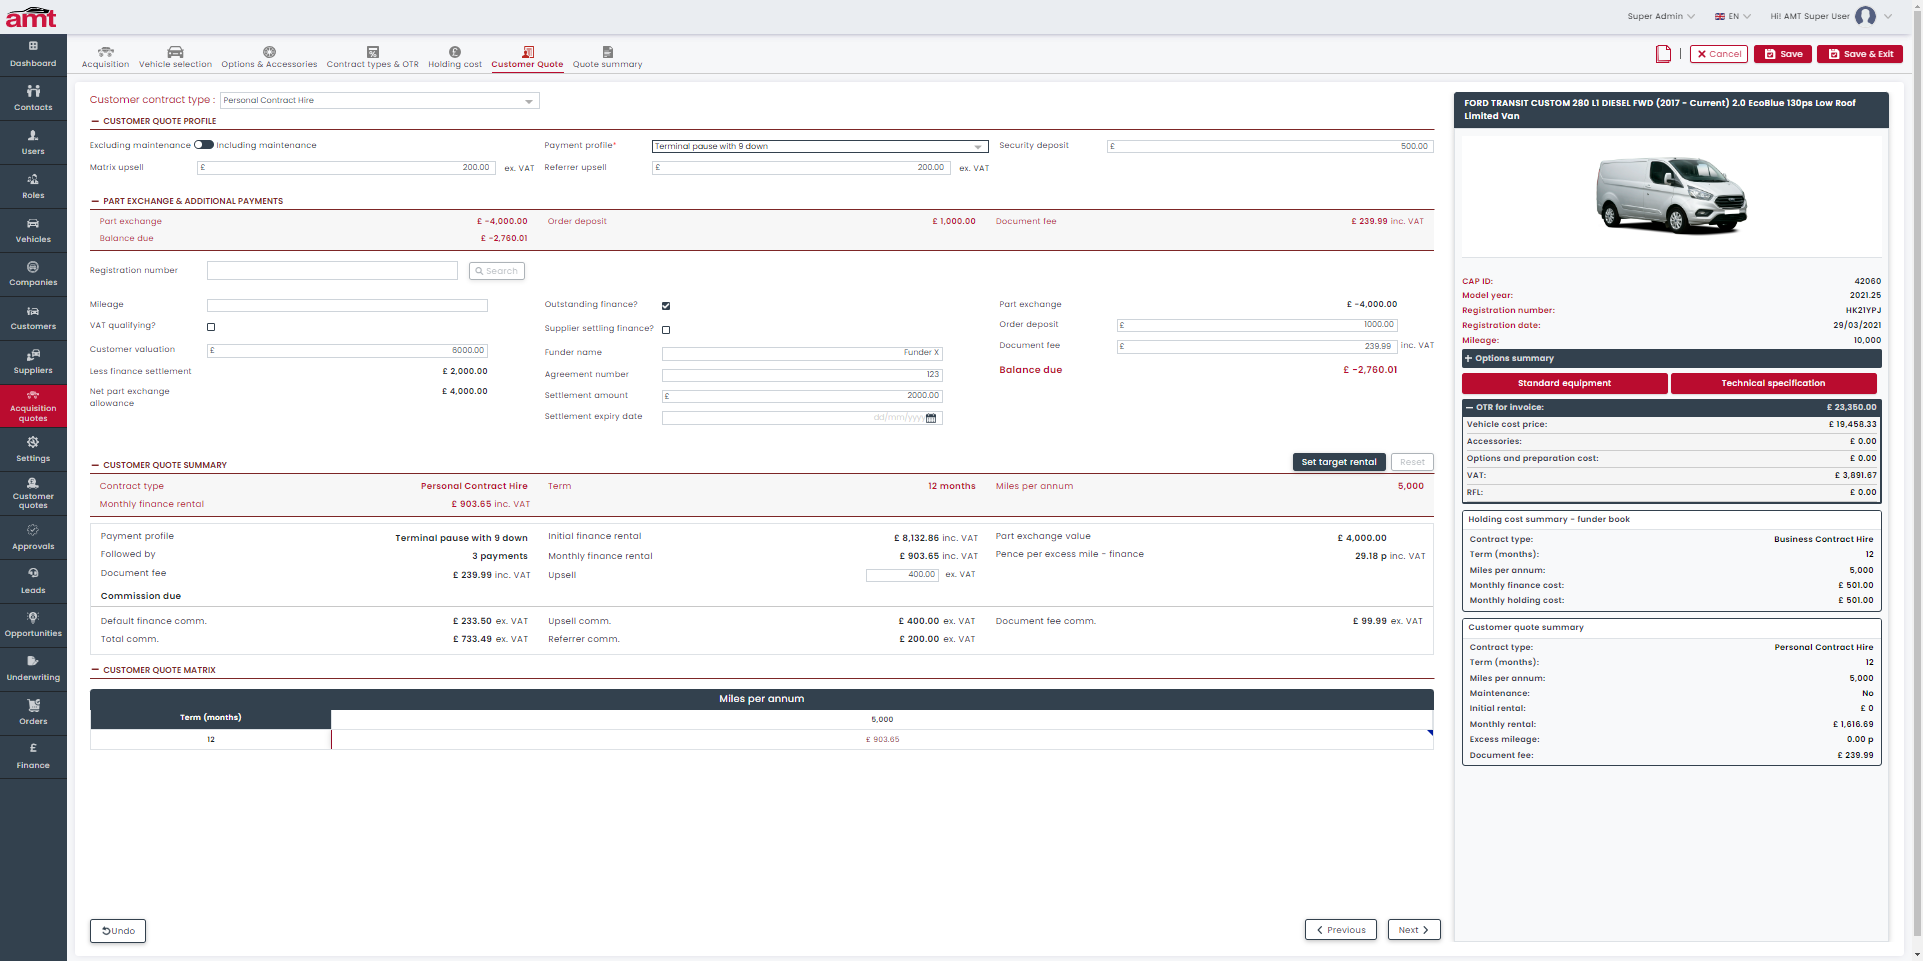 amt
Super Admin
EN
Hi! AMT Super User
Dashboard
Contacts
Users
Roles
Vehicles
Companies
Customers
Suppliers
Acquisition
quotes
Settings
Customer
quotes
Approvals
Leads
Opportunities
Underwriting
Orders
Finance
Acquisition
Vehicle selection
Options & Accessories
Contract types & OTR
Holding cost
Customer Quote
Quote summary
Cancel
Save
Save & Exit
Customer contract type : Personal Contract Hire
CUSTOMER QUOTE PROFILE
Excluding maintenance Including maintenance
Payment profile* Terminal pause with 9 down
Security deposit £ 500.00
Matrix upsell £ 200.00 ex. VAT
Referrer upsell £ 200.00 ex. VAT
PART EXCHANGE & ADDITIONAL PAYMENTS
Part exchange £ -4,000.00
Order deposit £ 1,000.00
Document fee £ 239.99 inc. VAT
Balance due £ -2,760.01
Registration number Search
Mileage
VAT qualifying?
Customer valuation £ 6000.00
Less finance settlement £ 2,000.00
Net part exchange
allowance £ 4,000.00
Outstanding finance?
Supplier settling finance?
Funder name Funder X
Agreement number 123
Settlement amount £ 2000.00
Settlement expiry date dd/mm/yyyy
Part exchange £ -4,000.00
Order deposit £ 1000.00
Document fee £ 239.99 inc. VAT
Balance due £ -2,760.01
CUSTOMER QUOTE SUMMARY
Set target rental
Reset
Contract type Personal Contract Hire
Term 12 months
Miles per annum 5,000
Monthly finance rental £ 903.65 inc. VAT
Payment profile Terminal pause with 9 down
Initial finance rental £ 8,132.86 inc. VAT
Part exchange value £ 4,000.00
Followed by 3 payments
Monthly finance rental £ 903.65 inc. VAT
Pence per excess mile - finance 29.18 p inc. VAT
Document fee £ 239.99 inc. VAT
Upsell 400.00 ex. VAT
Commission due
Default finance comm. £ 233.50 ex. VAT
Upsell comm. £ 400.00 ex. VAT
Document fee comm. £ 99.99 ex. VAT
Total comm. £ 733.49 ex. VAT
Referrer comm. £ 200.00 ex. VAT
CUSTOMER QUOTE MATRIX
Miles per annum
Term (months)
5,000
12 £ 903.65
Undo
Previous
Next
FORD TRANSIT CUSTOM 280 L1 DIESEL FWD (2017 - Current) 2.0 EcoBlue 130ps Low Roof
Limited Van
CAP ID: 42060
Model year: 2021.25
Registration number: HK21YPJ
Registration date: 29/03/2021
Mileage: 10,000
Options summary
Standard equipment
Technical specification
OTR for invoice: £ 23,350.00
Vehicle cost price: £ 19,458.33
Accessories: £ 0.00
Options and preparation cost: £ 0.00
VAT: £ 3,891.67
RFL: £ 0.00
Holding cost summary - funder book
Contract type: Business Contract Hire
Term (months): 12
Miles per annum: 5,000
Monthly finance cost: £ 501.00
Monthly holding cost: £ 501.00
Customer quote summary
Contract type: Personal Contract Hire
Term (months): 12
Miles per annum: 5,000
Maintenance: No
Initial rental: £ 0
Monthly rental: £ 1,616.69
Excess mileage: 0.00 p
Document fee: £ 239.99